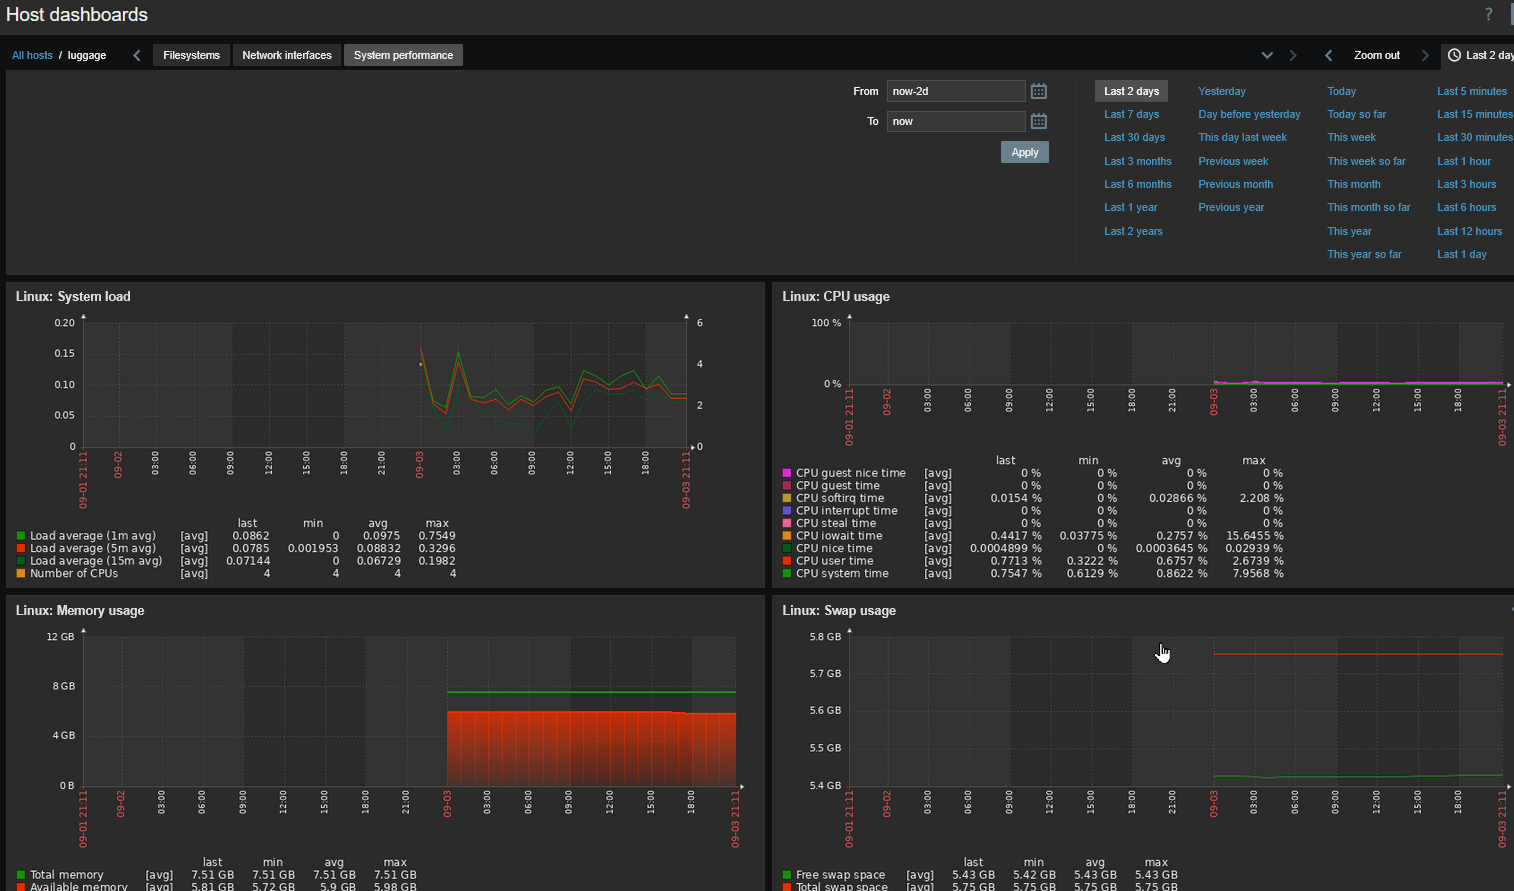 Host dashboards
?
All hosts / luggage
Filesystems
Network interfaces
System performance
Zoom out
Last 2 day
From now-2d
To now
Apply
Last 2 days Yesterday Today Last 5 minutes
Last 7 days Day before yesterday Today so far Last 15 minutes
Last 30 days This day last week This week Last 30 minutes
Last 3 months Previous week This week so far Last 1 hour
Last 6 months Previous month This month Last 3 hours
Last 1 year Previous year This month so far Last 6 hours
Last 2 years This year Last 12 hours
This year so far Last 1 day
Linux: System load
0.20 6
0.15 4
0.10 2
0.05
0 0
09-01 21:11 09-02 03:00 06:00 09:00 12:00 15:00 18:00 21:00 09-03 03:00 06:00 09:00 12:00 15:00 18:00 09-03 21:11
last min avg max
Load average (1m avg) [avg] 0.0862 0 0.0975 0.7549
Load average (5m avg) [avg] 0.0785 0.001953 0.08832 0.3296
Load average (15m avg) [avg] 0.07144 0 0.06729 0.1982
Number of CPUs [avg] 4 4 4 4
Linux: CPU usage
100 %
0 %
09-01 21:11 09-02 03:00 06:00 09:00 12:00 15:00 18:00 21:00 09-03 03:00 06:00 09:00 12:00 15:00 18:00 09-03 21:11
last min avg max
CPU guest nice time [avg] 0 % 0 % 0 % 0 %
CPU guest time [avg] 0 % 0 % 0 % 0 %
CPU softirq time [avg] 0.0154 % 0 % 0.02866 % 2.208 %
CPU interrupt time [avg] 0 % 0 % 0 % 0 %
CPU steal time [avg] 0 % 0 % 0 % 0 %
CPU iowait time [avg] 0.4417 % 0.03775 % 0.2757 % 15.6455 %
CPU nice time [avg] 0.0004899 % 0 % 0.0003645 % 0.02939 %
CPU user time [avg] 0.7713 % 0.3222 % 0.6757 % 2.6739 %
CPU system time [avg] 0.7547 % 0.6129 % 0.8622 % 7.9568 %
Linux: Memory usage
12 GB
8 GB
4 GB
0 B
09-01 21:11 09-02 03:00 06:00 09:00 12:00 15:00 18:00 21:00 09-03 03:00 06:00 09:00 12:00 15:00 18:00 09-03 21:11
last min avg max
Total memory [avg] 7.51 GB 7.51 GB 7.51 GB 7.51 GB
Available memory [avg] 5.81 GB 5.72 GB 5.9 GB 5.98 GB
Linux: Swap usage
5.8 GB
5.7 GB
5.6 GB
5.5 GB
5.4 GB
09-01 21:11 09-02 03:00 06:00 09:00 12:00 15:00 18:00 21:00 09-03 03:00 06:00 09:00 12:00 15:00 18:00 09-03 21:11
last min avg max
Free swap space [avg] 5.43 GB 5.42 GB 5.43 GB 5.43 GB
Total swap space [avg] 5.75 GB 5.75 GB 5.75 GB 5.75 GB